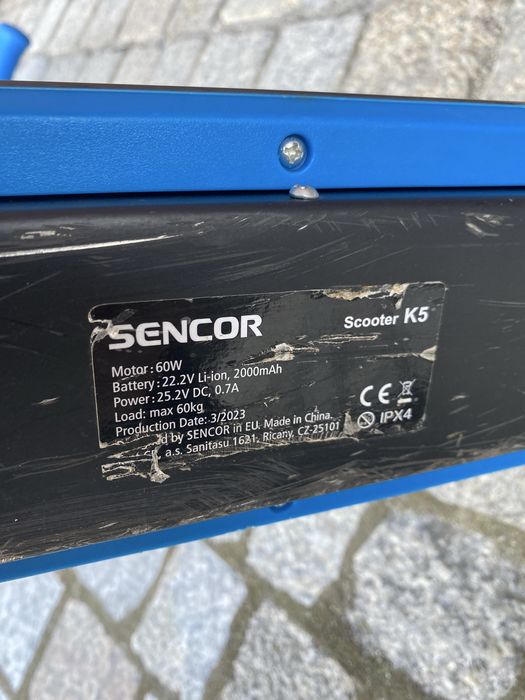 SENCOR
Scooter K5
Motor: 60W
Battery: 22.2V Li-ion, 2000mAh
Power: 25.2V DC, 0.7A
Load: max 60kg
Production Date: 3/2023
by SENCOR in EU. Made in China.
a.s. Sanitasu 1621, Ricany, CZ-25101
CE
IPX4